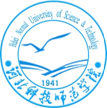 Hebei Normal University of Science & Technology
1941
河北科技师范学院